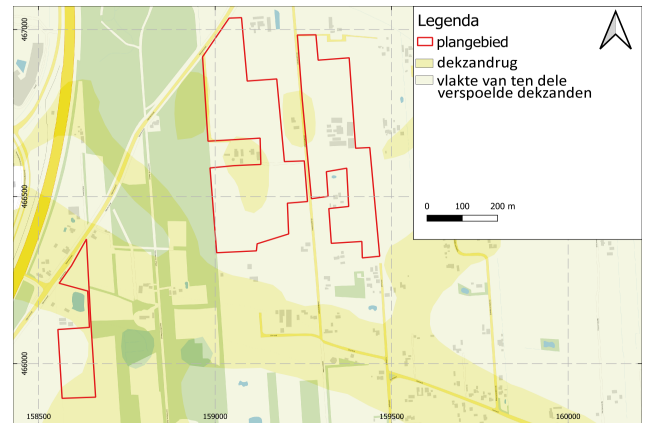 Legenda
plangebied
dekzandrug
vlakte van ten dele
verspoelde dekzanden
0 100 200 m
467000
466500
466000
158500 159000 159500 160000